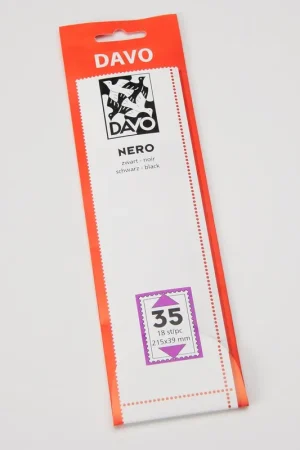 DAVO
DAVO
NERO
zwart - noir
schwarz - black
35
18 st/pc
215x39 mm